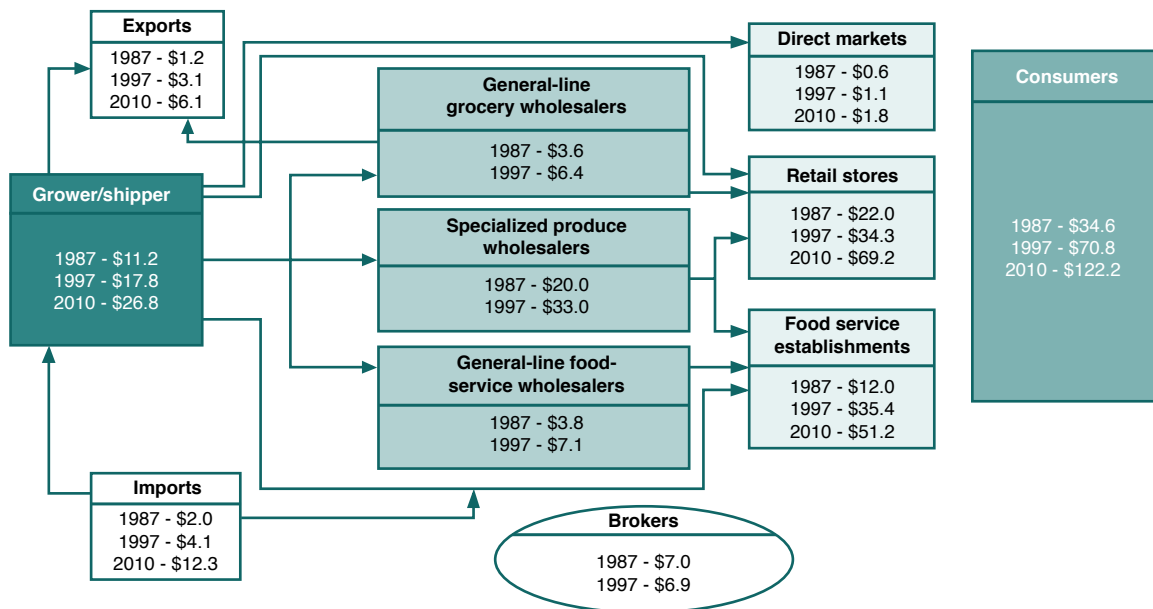 Exports
1987 - $1.2
1997 - $3.1
2010 - $6.1
Grower/shipper
1987 - $11.2
1997 - $17.8
2010 - $26.8
Imports
1987 - $2.0
1997 - $4.1
2010 - $12.3
General-line
grocery wholesalers
1987 - $3.6
1997 - $6.4
Specialized produce
wholesalers
1987 - $20.0
1997 - $33.0
General-line food-
service wholesalers
1987 - $3.8
1997 - $7.1
Brokers
1987 - $7.0
1997 - $6.9
Direct markets
1987 - $0.6
1997 - $1.1
2010 - $1.8
Retail stores
1987 - $22.0
1997 - $34.3
2010 - $69.2
Food service
establishments
1987 - $12.0
1997 - $35.4
2010 - $51.2
Consumers
1987 - $34.6
1997 - $70.8
2010 - $122.2